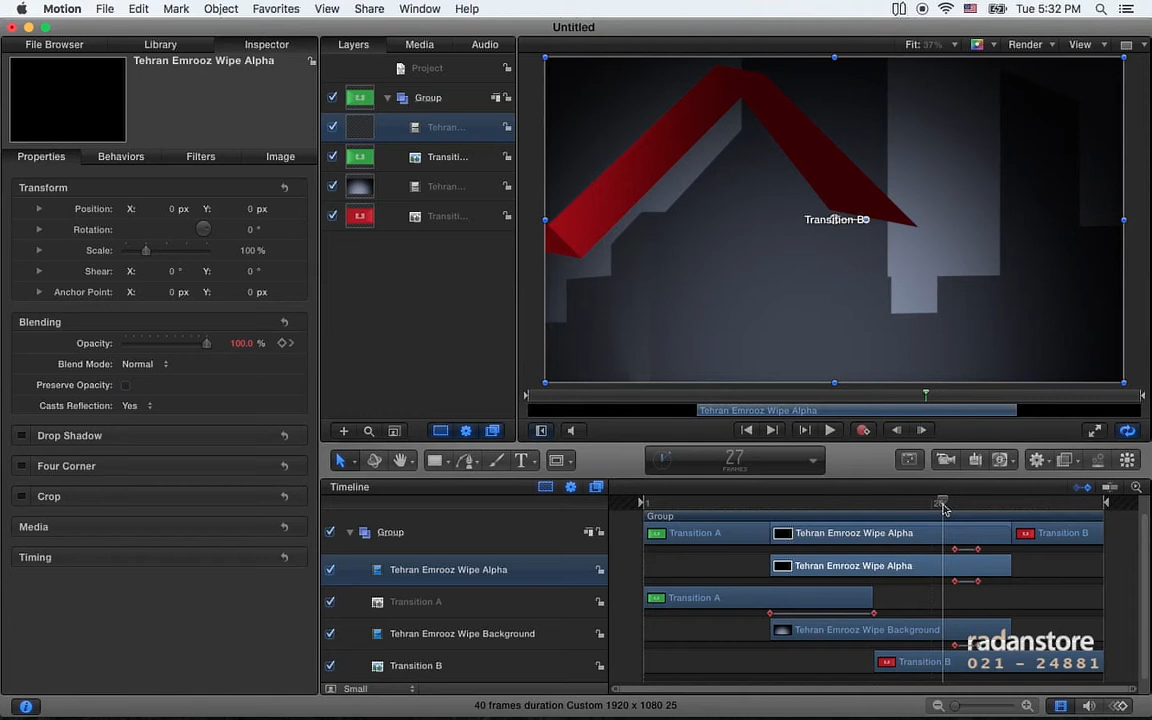 Motion File Edit Mark Object Favorites View Share Window Help Tue 5:32 PM
Untitled
File Browser Library Inspector Layers Media Audio Fit: 37% Render View
Tehran Emrooz Wipe Alpha
Project
Group
Tehran...
Transiti...
Tehran...
Transiti...
Properties Behaviors Filters Image
Transform
Position: X: 0 px Y: 0 px
Rotation: 0 °
Scale: 100 %
Shear: X: 0 ° Y: 0 °
Anchor Point: X: 0 px Y: 0 px
Blending
Opacity: 100.0 %
Blend Mode: Normal
Preserve Opacity:
Casts Reflection: Yes
Drop Shadow
Four Corner
Crop
Media
Timing
Transition B
Tehran Emrooz Wipe Alpha
27
FRAMES
Timeline
1
Group
Group Transition A Tehran Emrooz Wipe Alpha Transition B
Tehran Emrooz Wipe Alpha Tehran Emrooz Wipe Alpha
Transition A Transition A
Tehran Emrooz Wipe Background Tehran Emrooz Wipe Background
Transition B Transition B
radanstore
021 - 24881
Small
40 frames duration Custom 1920 x 1080 25